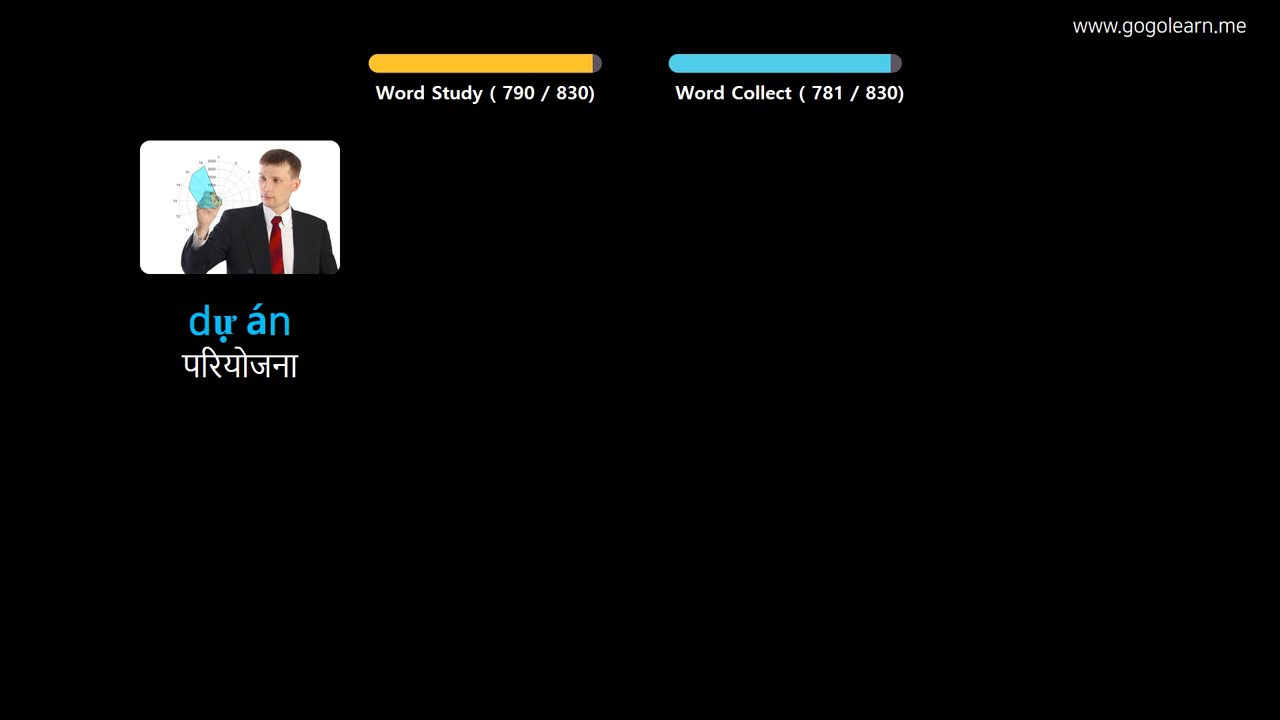 www.gogolearn.me
Word Study ( 790 / 830)
Word Collect ( 781 / 830)
dự án
परियोजना